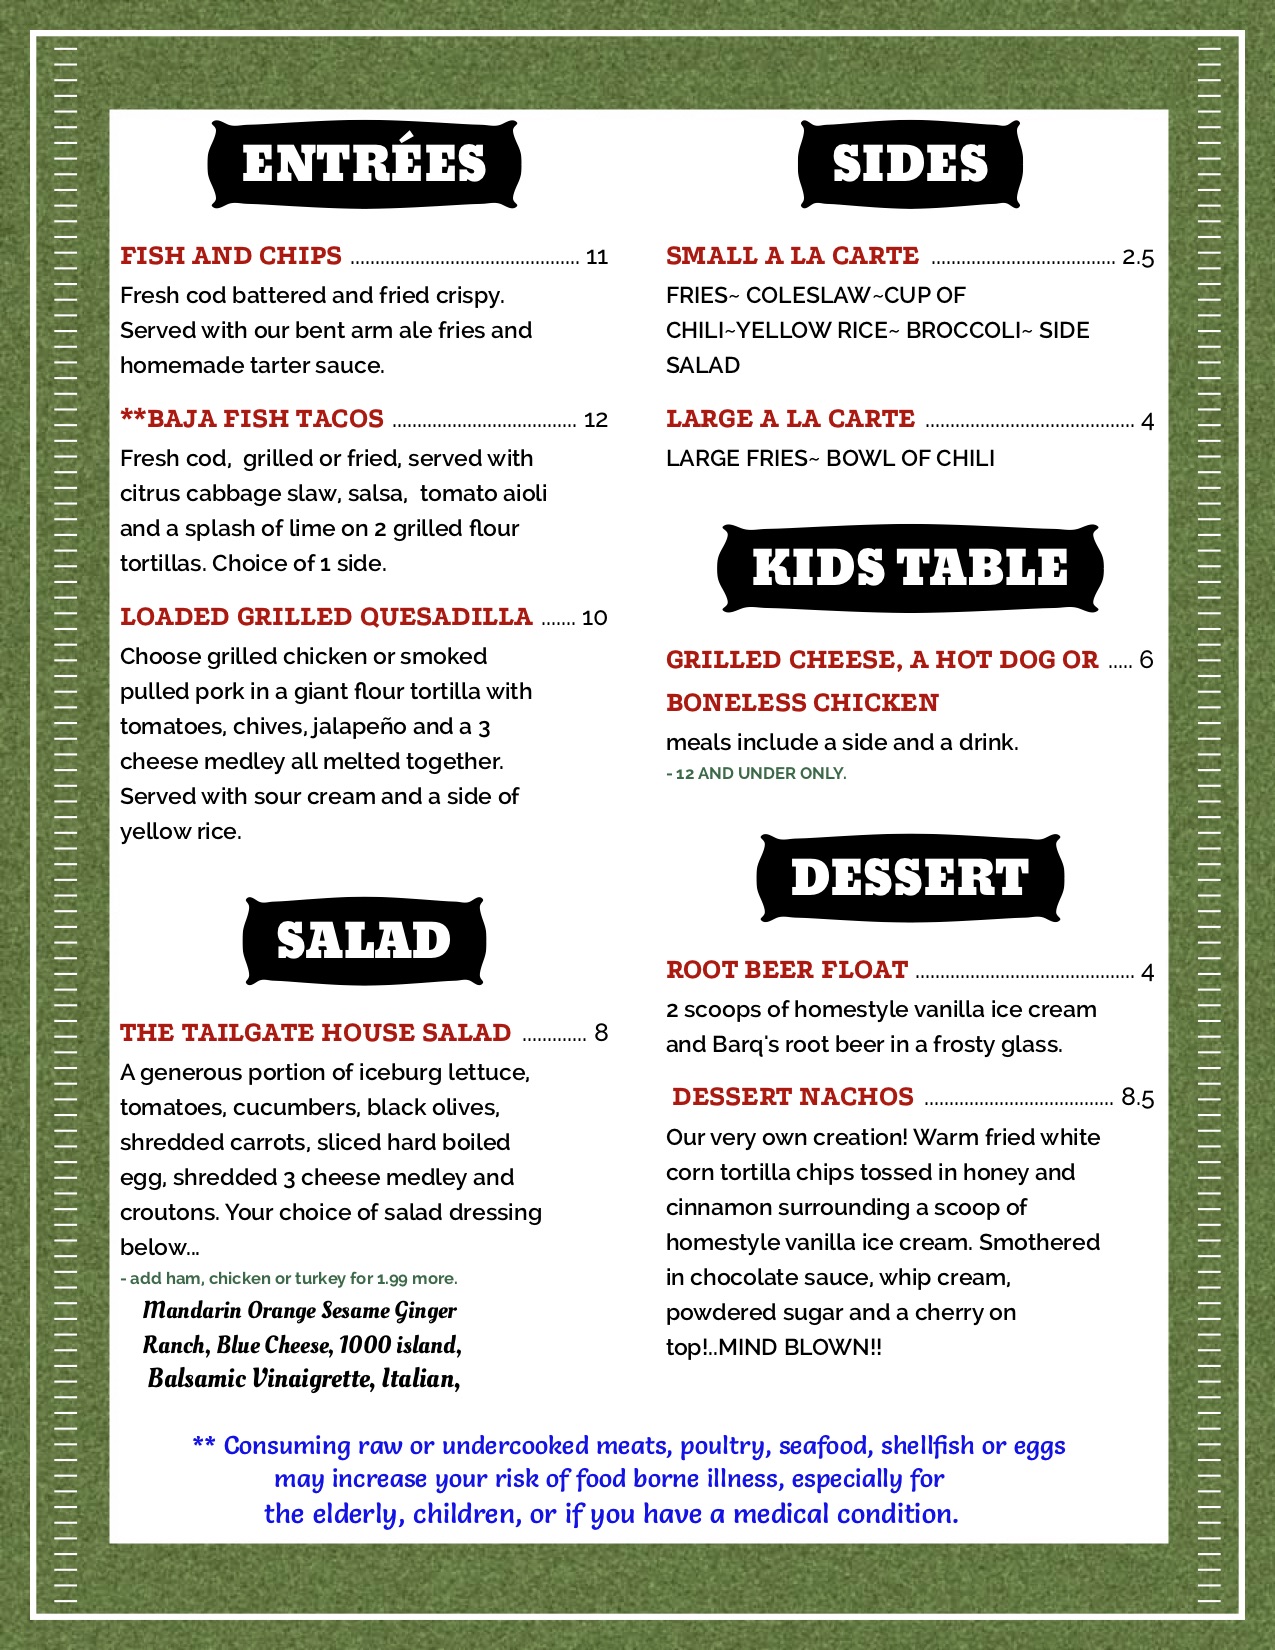 ENTRÉES
FISH AND CHIPS ............................................. 11
Fresh cod battered and fried crispy.
Served with our bent arm ale fries and
homemade tarter sauce.
**BAJA FISH TACOS .................................... 12
Fresh cod,  grilled or fried, served with
citrus cabbage slaw, salsa,  tomato aioli
and a splash of lime on 2 grilled flour
tortillas. Choice of 1 side.
LOADED GRILLED QUESADILLA ....... 10
Choose grilled chicken or smoked
pulled pork in a giant flour tortilla with
tomatoes, chives, jalapeño and a 3
cheese medley all melted together.
Served with sour cream and a side of
yellow rice.
SALAD
THE TAILGATE HOUSE SALAD ............. 8
A generous portion of iceburg lettuce,
tomatoes, cucumbers, black olives,
shredded carrots, sliced hard boiled
egg, shredded 3 cheese medley and
croutons. Your choice of salad dressing
below...
- add ham, chicken or turkey for 1.99 more.
Mandarin Orange Sesame Ginger
Ranch, Blue Cheese, 1000 island,
Balsamic Vinaigrette, Italian,
SIDES
SMALL A LA CARTE .................................... 2.5
FRIES~ COLESLAW~CUP OF
CHILI~YELLOW RICE~ BROCCOLI~ SIDE
SALAD
LARGE A LA CARTE ......................................... 4
LARGE FRIES~ BOWL OF CHILI
KIDS TABLE
GRILLED CHEESE, A HOT DOG OR ..... 6
BONELESS CHICKEN
meals include a side and a drink.
- 12 AND UNDER ONLY.
DESSERT
ROOT BEER FLOAT ........................................... 4
2 scoops of homestyle vanilla ice cream
and Barq's root beer in a frosty glass.
DESSERT NACHOS ..................................... 8.5
Our very own creation! Warm fried white
corn tortilla chips tossed in honey and
cinnamon surrounding a scoop of
homestyle vanilla ice cream. Smothered
in chocolate sauce, whip cream,
powdered sugar and a cherry on
top!..MIND BLOWN!!
** Consuming raw or undercooked meats, poultry, seafood, shellfish or eggs
may increase your risk of food borne illness, especially for
the elderly, children, or if you have a medical condition.